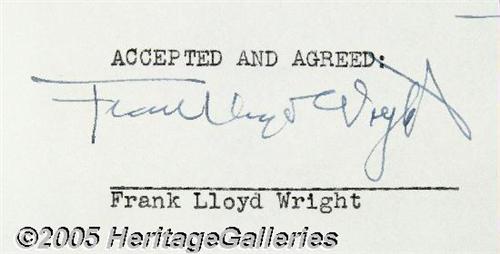 ACCEPTED AND AGREED:
Frank Lloyd Wright
Frank Lloyd Wright
©2005 HeritageGalleries